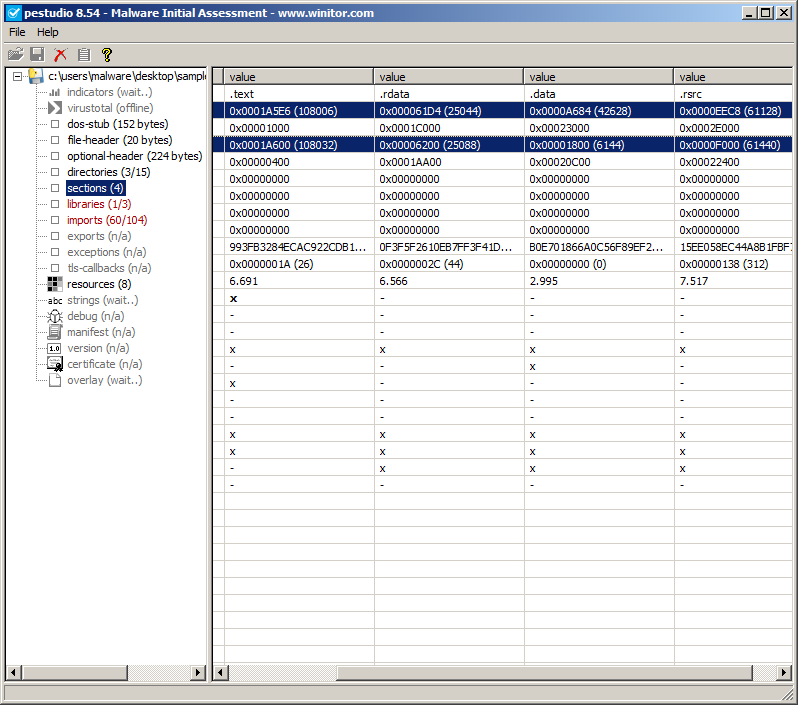 pestudio 8.54 - Malware Initial Assessment - www.winitor.com
File Help
c:\users\malware\desktop\sample
indicators (wait..)
virustotal (offline)
dos-stub (152 bytes)
file-header (20 bytes)
optional-header (224 bytes)
directories (3/15)
sections (4)
libraries (1/3)
imports (60/104)
exports (n/a)
exceptions (n/a)
tls-callbacks (n/a)
resources (8)
abc strings (wait..)
debug (n/a)
manifest (n/a)
1.0 version (n/a)
certificate (n/a)
overlay (wait..)
value value value value
.text .rdata .data .rsrc
0x0001A5E6 (108006) 0x000061D4 (25044) 0x0000A684 (42628) 0x0000EEC8 (61128)
0x00001000 0x0001C000 0x00023000 0x0002E000
0x0001A600 (108032) 0x00006200 (25088) 0x00001800 (6144) 0x0000F000 (61440)
0x00000400 0x0001AA00 0x00020C00 0x00022400
0x00000000 0x00000000 0x00000000 0x00000000
0x00000000 0x00000000 0x00000000 0x00000000
0x00000000 0x00000000 0x00000000 0x00000000
0x00000000 0x00000000 0x00000000 0x00000000
993FB3284ECAC922CDB1... 0F3F5F2610EB7FF3F41D... B0E701866A0C56F89EF2... 15EE058EC44A8B1FBF7
0x0000001A (26) 0x0000002C (44) 0x00000000 (0) 0x00000138 (312)
6.691 6.566 2.995 7.517
x - - -
- - - -
- - - -
x x x x
- - x -
x - - -
- - - -
- - - -
x x x x
x x x x
- x x x
- - - -